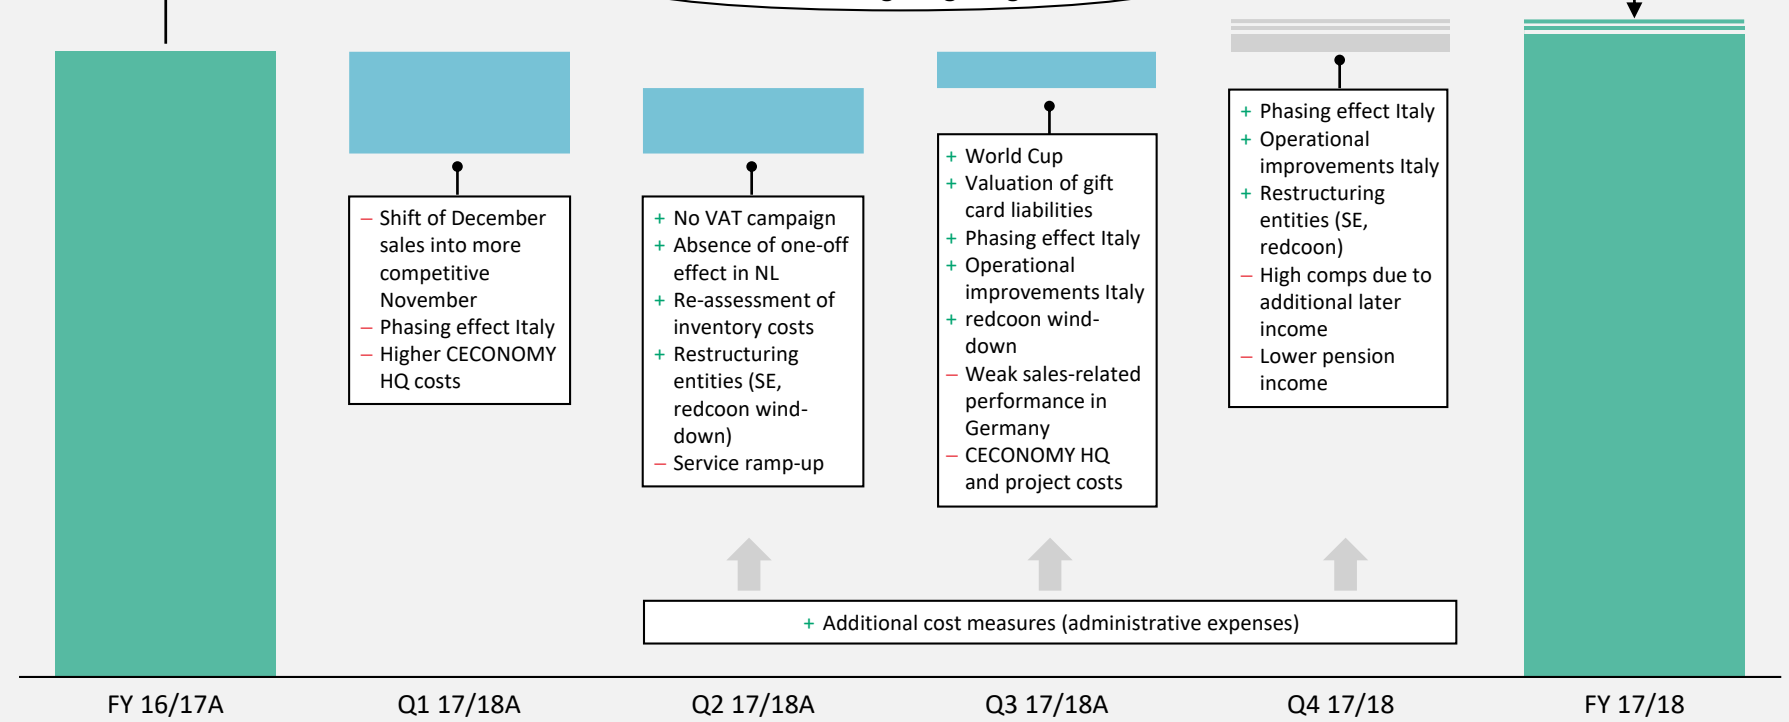 – Shift of December
sales into more
competitive
November
– Phasing effect Italy
– Higher CECONOMY
HQ costs
+ No VAT campaign
+ Absence of one-off
effect in NL
+ Re-assessment of
inventory costs
+ Restructuring
entities (SE,
redcoon wind-
down)
– Service ramp-up
+ World Cup
+ Valuation of gift
card liabilities
+ Phasing effect Italy
+ Operational
improvements Italy
+ redcoon wind-
down
– Weak sales-related
performance in
Germany
– CECONOMY HQ
and project costs
+ Phasing effect Italy
+ Operational
improvements Italy
+ Restructuring
entities (SE,
redcoon)
– High comps due to
additional later
income
– Lower pension
income
+ Additional cost measures (administrative expenses)
FY 16/17A
Q1 17/18A
Q2 17/18A
Q3 17/18A
Q4 17/18
FY 17/18